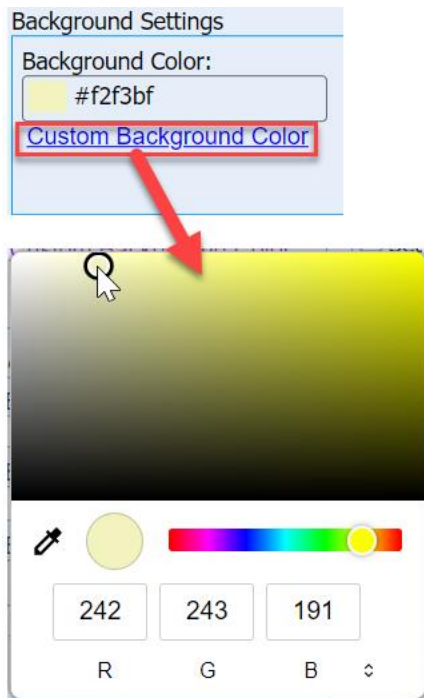 Background Settings
Background Color:
#f2f3bf
Custom Background Color
242 243 191
R G B